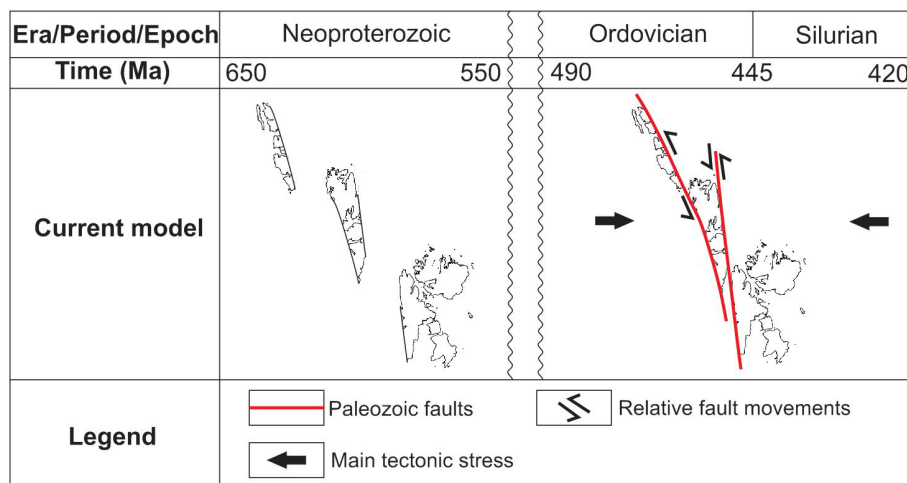 Era/Period/Epoch Neoproterozoic Ordovician Silurian
Time (Ma) 650 550 490 445 420
Current model
Legend
Paleozoic faults
Relative fault movements
Main tectonic stress